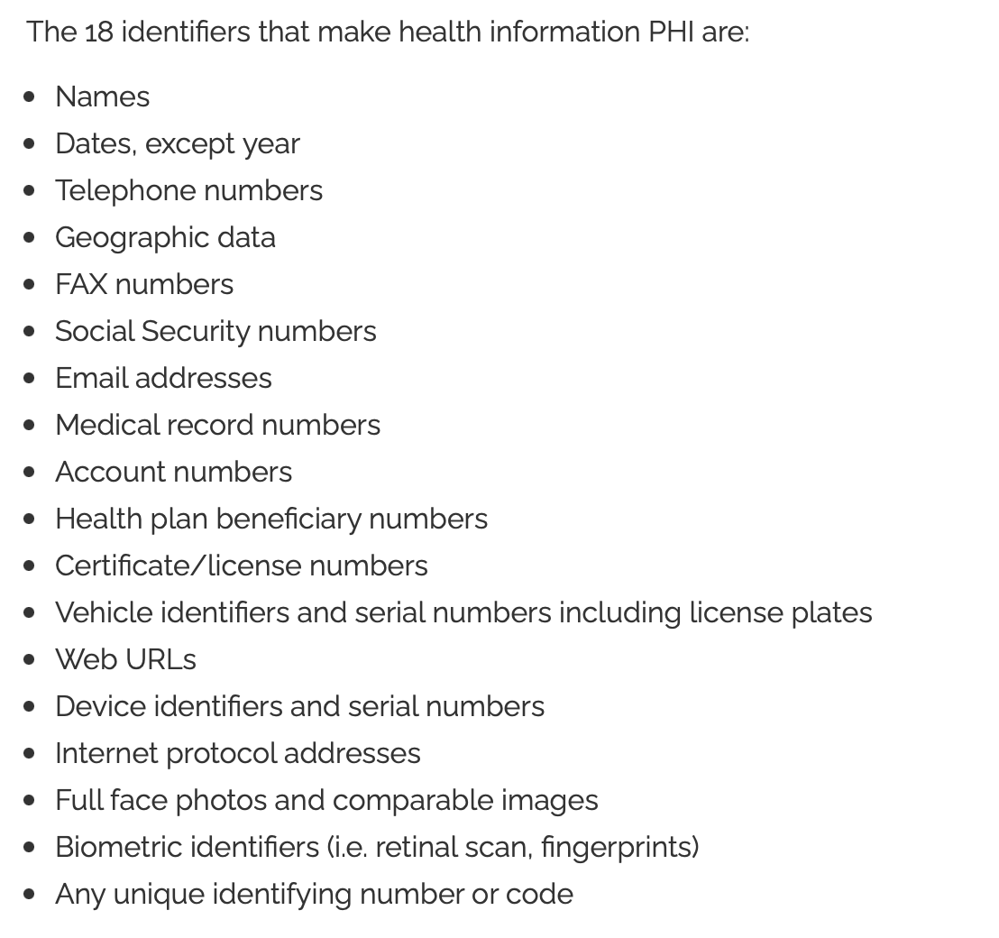 The 18 identifiers that make health information PHI are:
• Names
• Dates, except year
• Telephone numbers
• Geographic data
• FAX numbers
• Social Security numbers
• Email addresses
• Medical record numbers
• Account numbers
• Health plan beneficiary numbers
• Certificate/license numbers
• Vehicle identifiers and serial numbers including license plates
• Web URLs
• Device identifiers and serial numbers
• Internet protocol addresses
• Full face photos and comparable images
• Biometric identifiers (i.e. retinal scan, fingerprints)
• Any unique identifying number or code